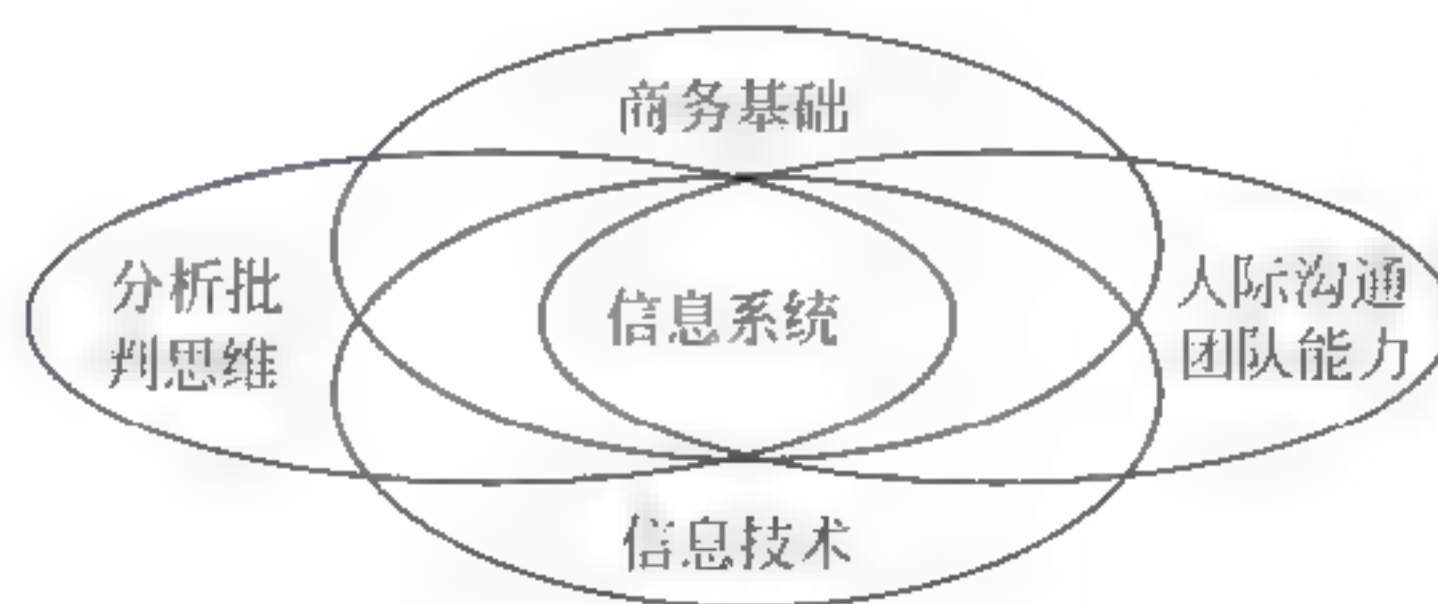 商务基础
分析批
判思维
信息系统
人际沟通
团队能力
信息技术